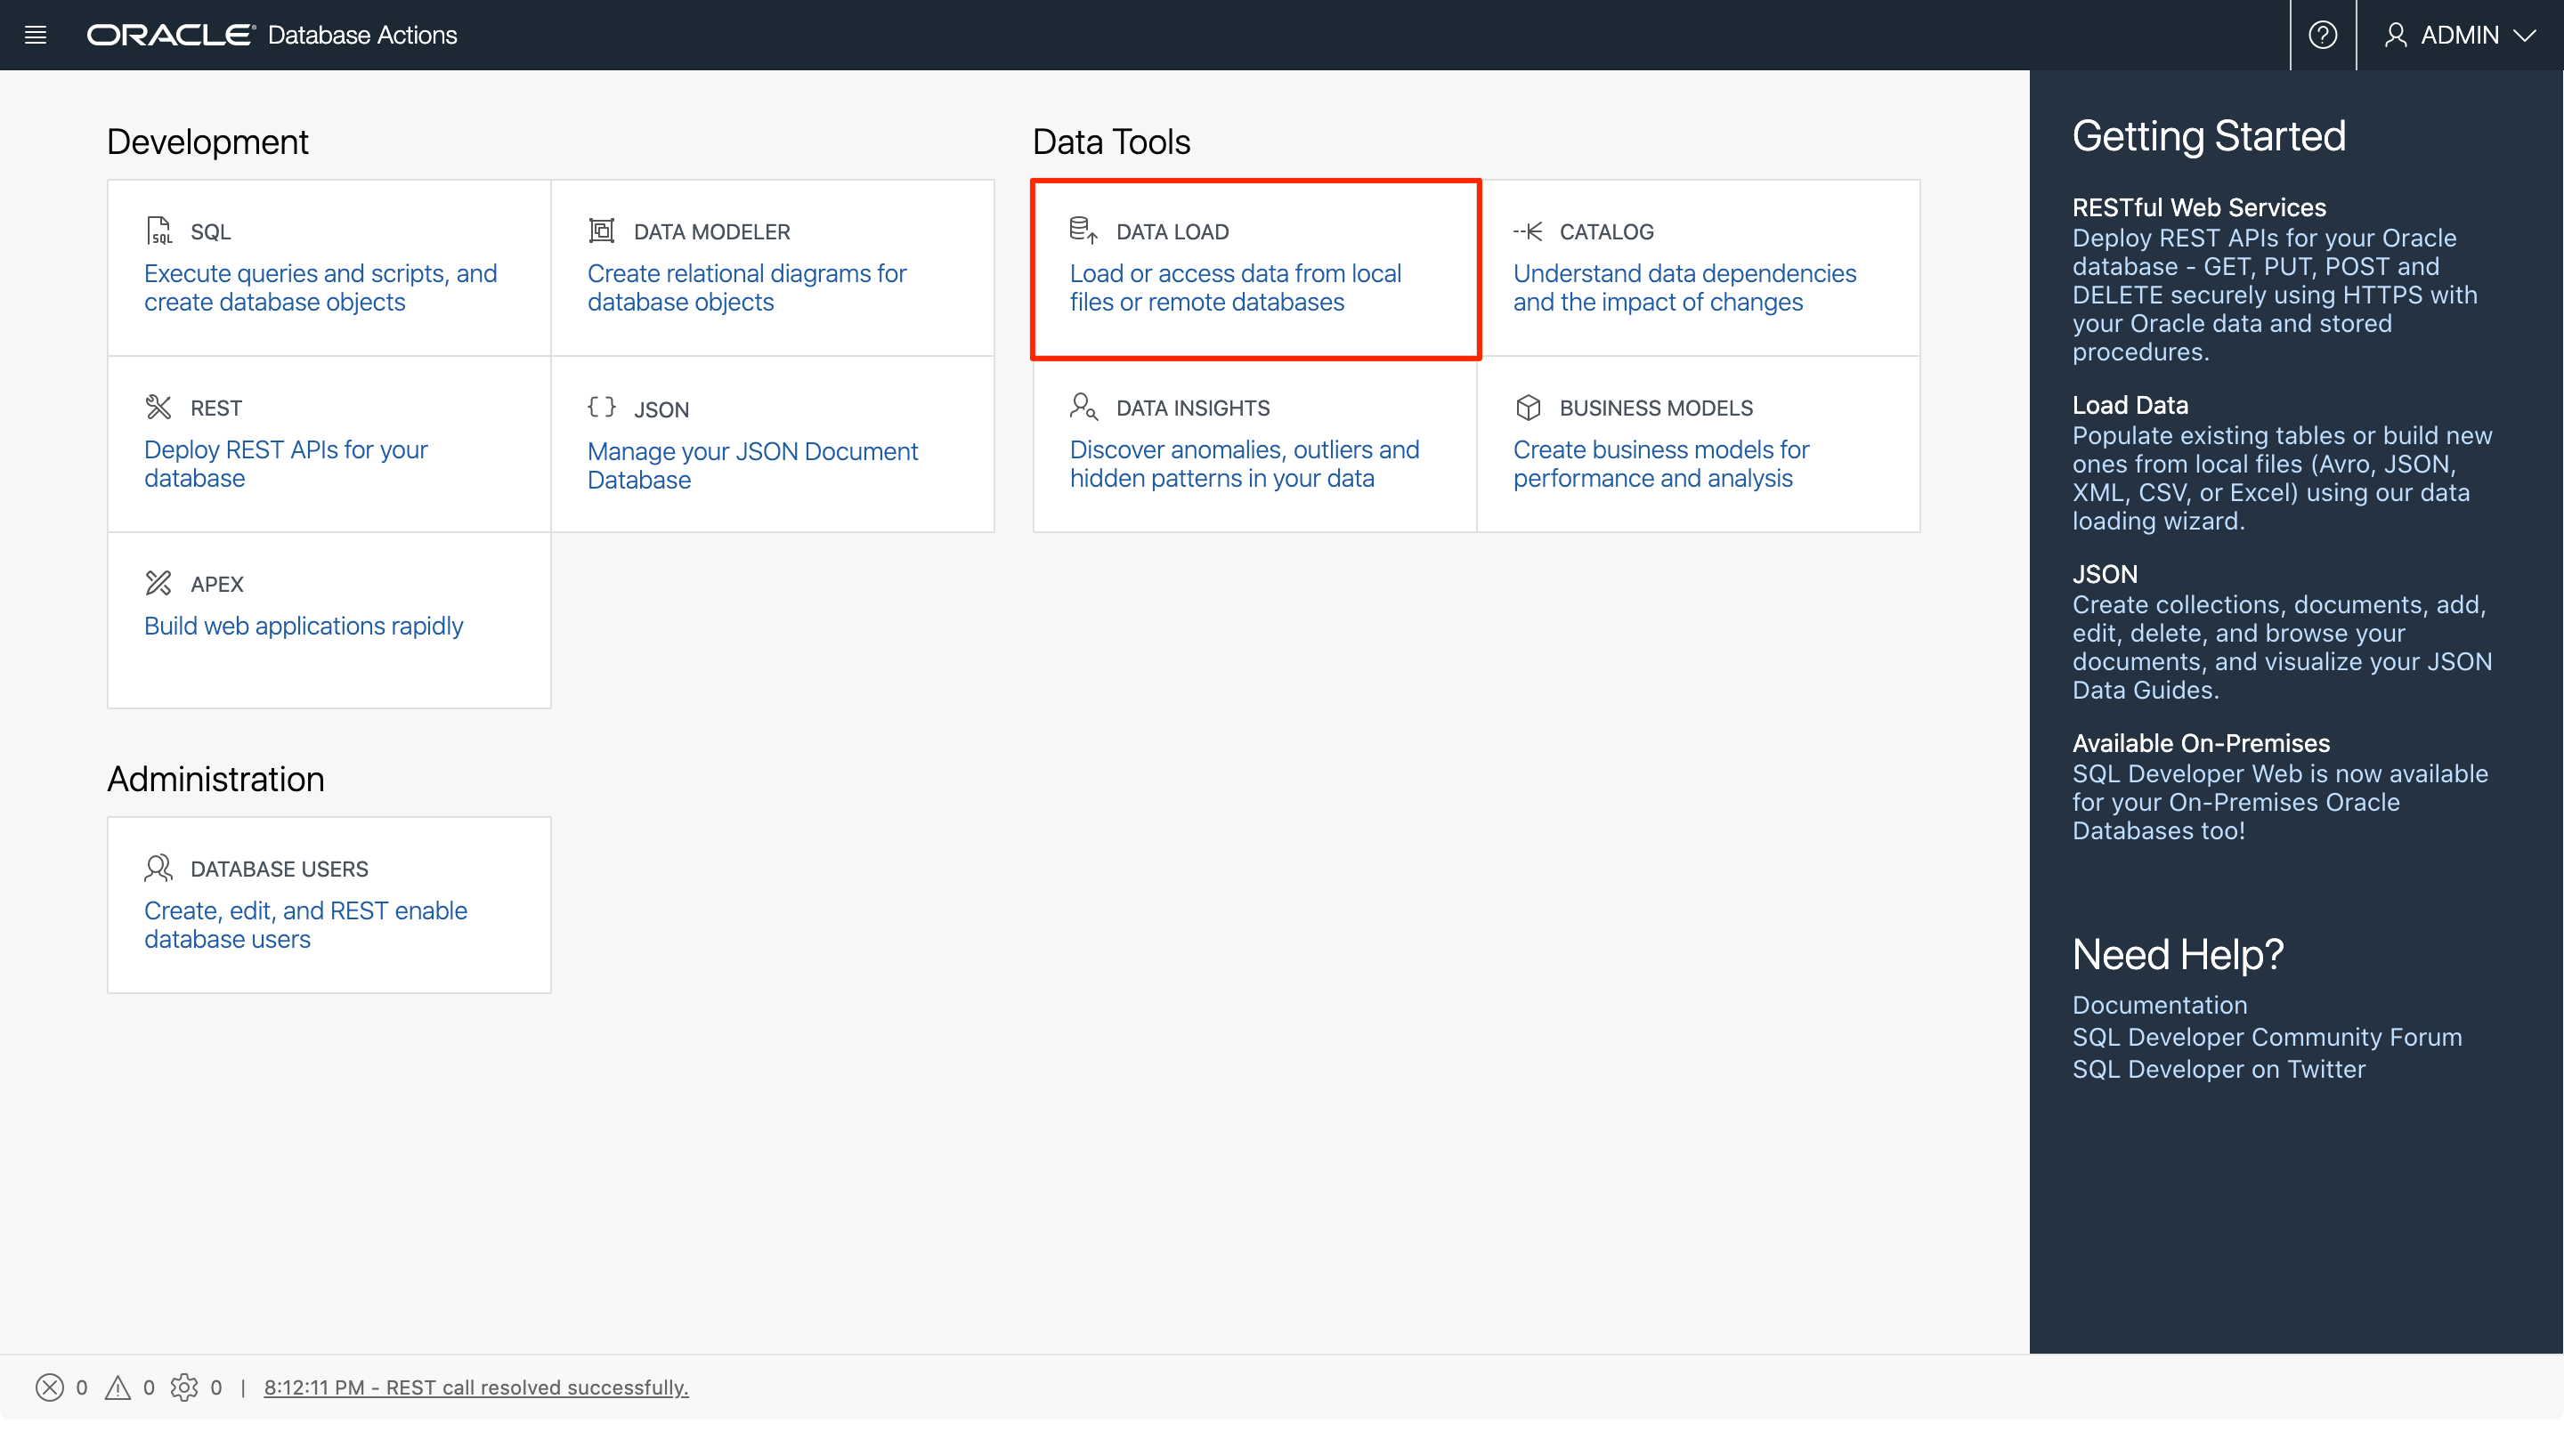 ORACLE® Database Actions
ADMIN
Development
SQL
Execute queries and scripts, and
create database objects
DATA MODELER
Create relational diagrams for
database objects
REST
Deploy REST APIs for your
database
{ } JSON
Manage your JSON Document
Database
APEX
Build web applications rapidly
Data Tools
DATA LOAD
Load or access data from local
files or remote databases
CATALOG
Understand data dependencies
and the impact of changes
DATA INSIGHTS
Discover anomalies, outliers and
hidden patterns in your data
BUSINESS MODELS
Create business models for
performance and analysis
Administration
DATABASE USERS
Create, edit, and REST enable
database users
Getting Started
RESTful Web Services
Deploy REST APIs for your Oracle
database - GET, PUT, POST and
DELETE securely using HTTPS with
your Oracle data and stored
procedures.
Load Data
Populate existing tables or build new
ones from local files (Avro, JSON,
XML, CSV, or Excel) using our data
loading wizard.
JSON
Create collections, documents, add,
edit, delete, and browse your
documents, and visualize your JSON
Data Guides.
Available On-Premises
SQL Developer Web is now available
for your On-Premises Oracle
Databases too!
Need Help?
Documentation
SQL Developer Community Forum
SQL Developer on Twitter
0 0 0 | 8:12:11 PM - REST call resolved successfully.